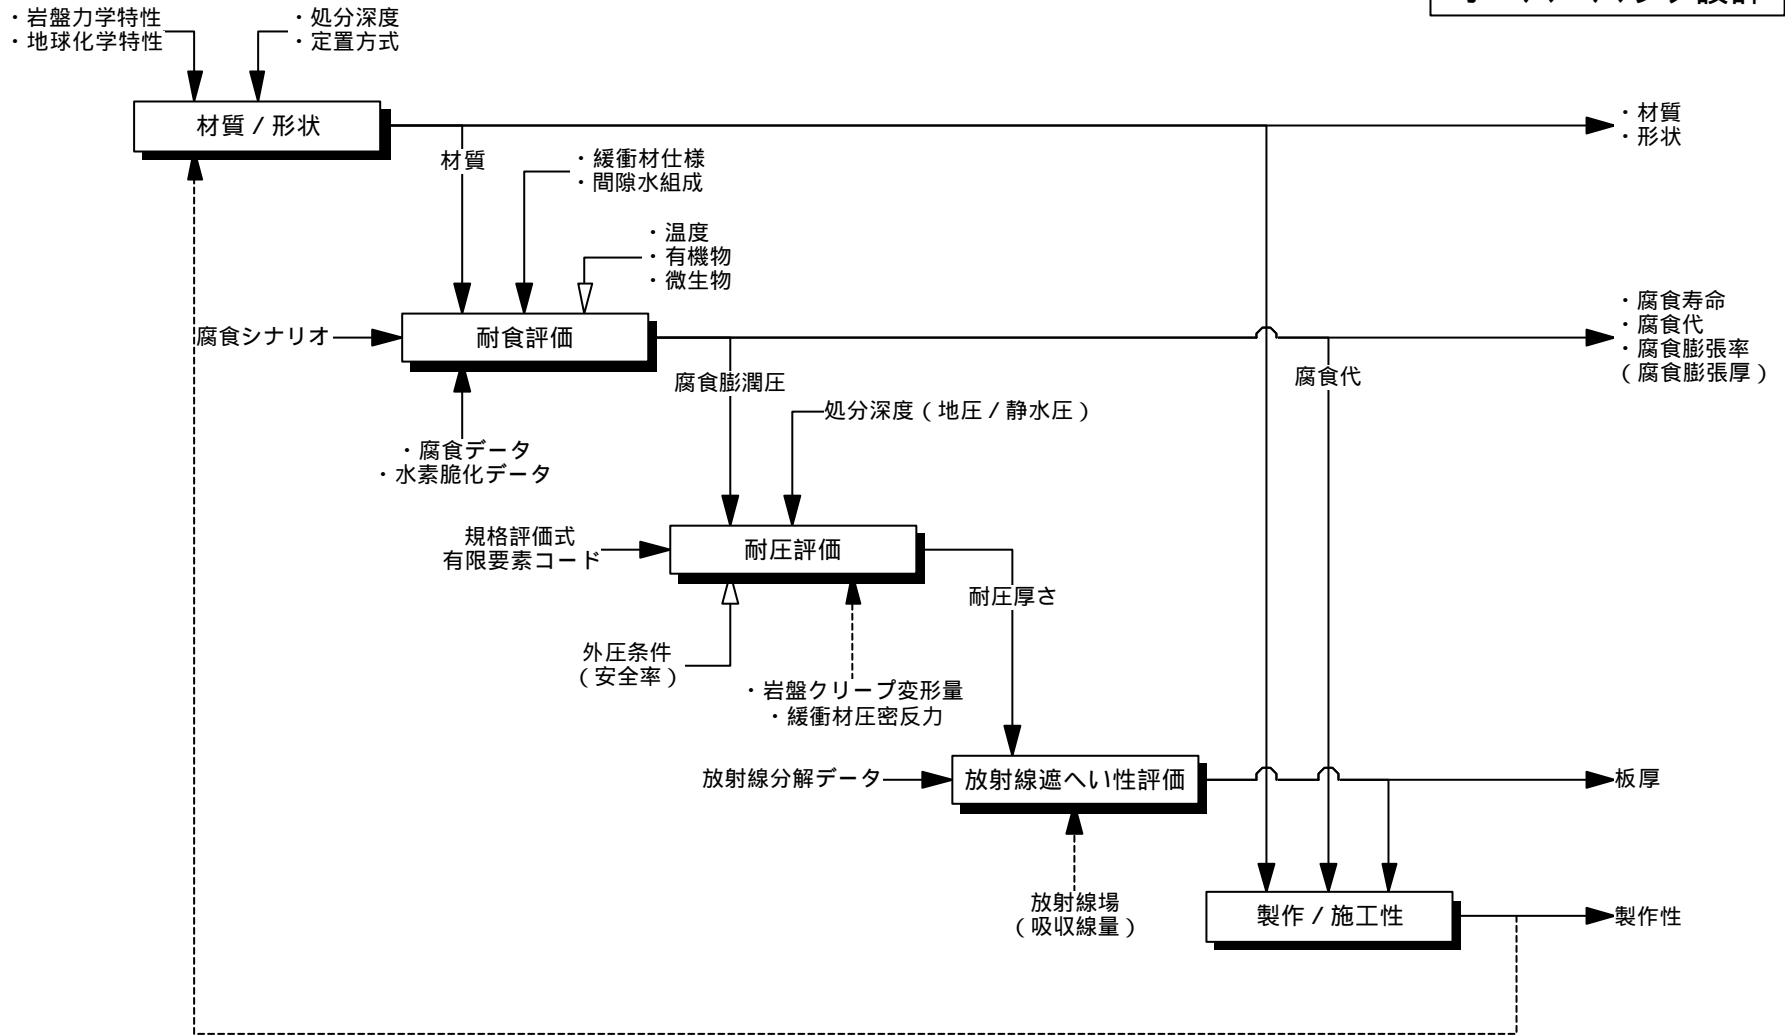 ・岩盤力学特性
・地球化学特性
・処分深度
・定置方式
材質 / 形状
・材質
・形状
材質
・緩衝材仕様
・間隙水組成
・温度
・有機物
・微生物
腐食シナリオ
耐食評価
・腐食寿命
・腐食代
・腐食膨張率
（腐食膨張厚）
腐食膨潤圧
腐食代
処分深度（地圧 / 静水圧）
・腐食データ
・水素脆化データ
規格評価式
有限要素コード
耐圧評価
耐圧厚さ
外圧条件
（安全率）
・岩盤クリープ変形量
・緩衝材圧密反力
放射線分解データ
放射線遮へい性評価
板厚
放射線場
（吸収線量）
製作 / 施工性
製作性